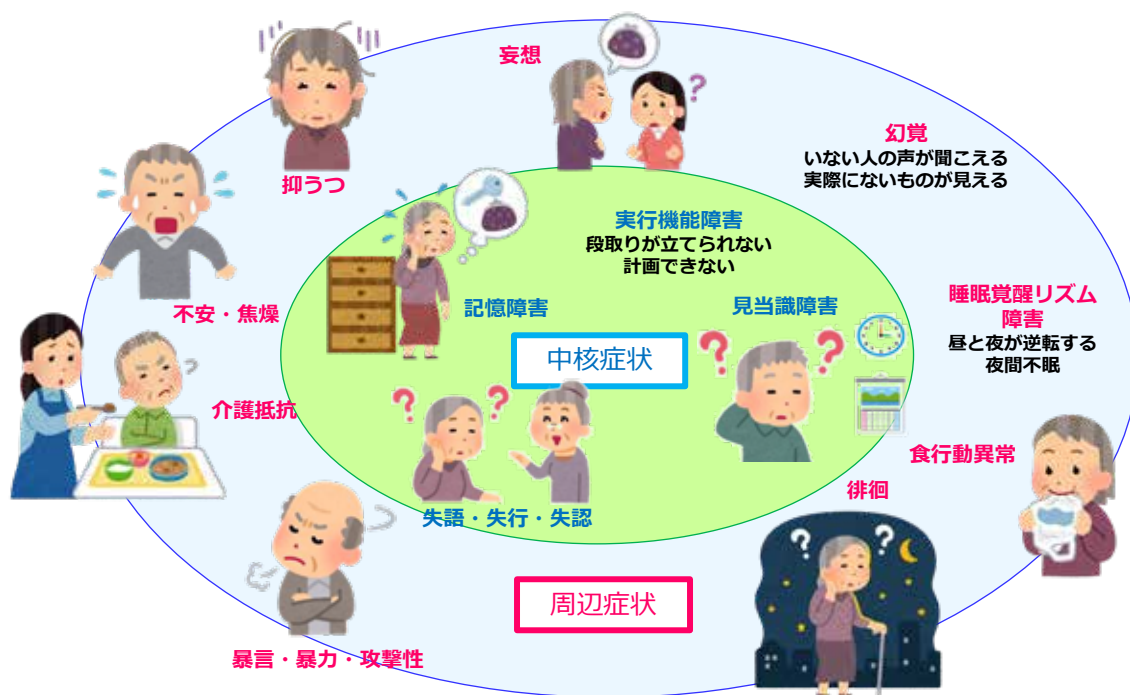 妄想
幻覚
いない人の声が聞こえる
実際にないものが見える
抑うつ
実行機能障害
段取りが立てられない
計画できない
不安・焦燥
記憶障害
見当識障害
睡眠覚醒リズム
障害
昼と夜が逆転する
夜間不眠
中核症状
介護抵抗
食行動異常
徘徊
失語・失行・失認
周辺症状
暴言・暴力・攻撃性